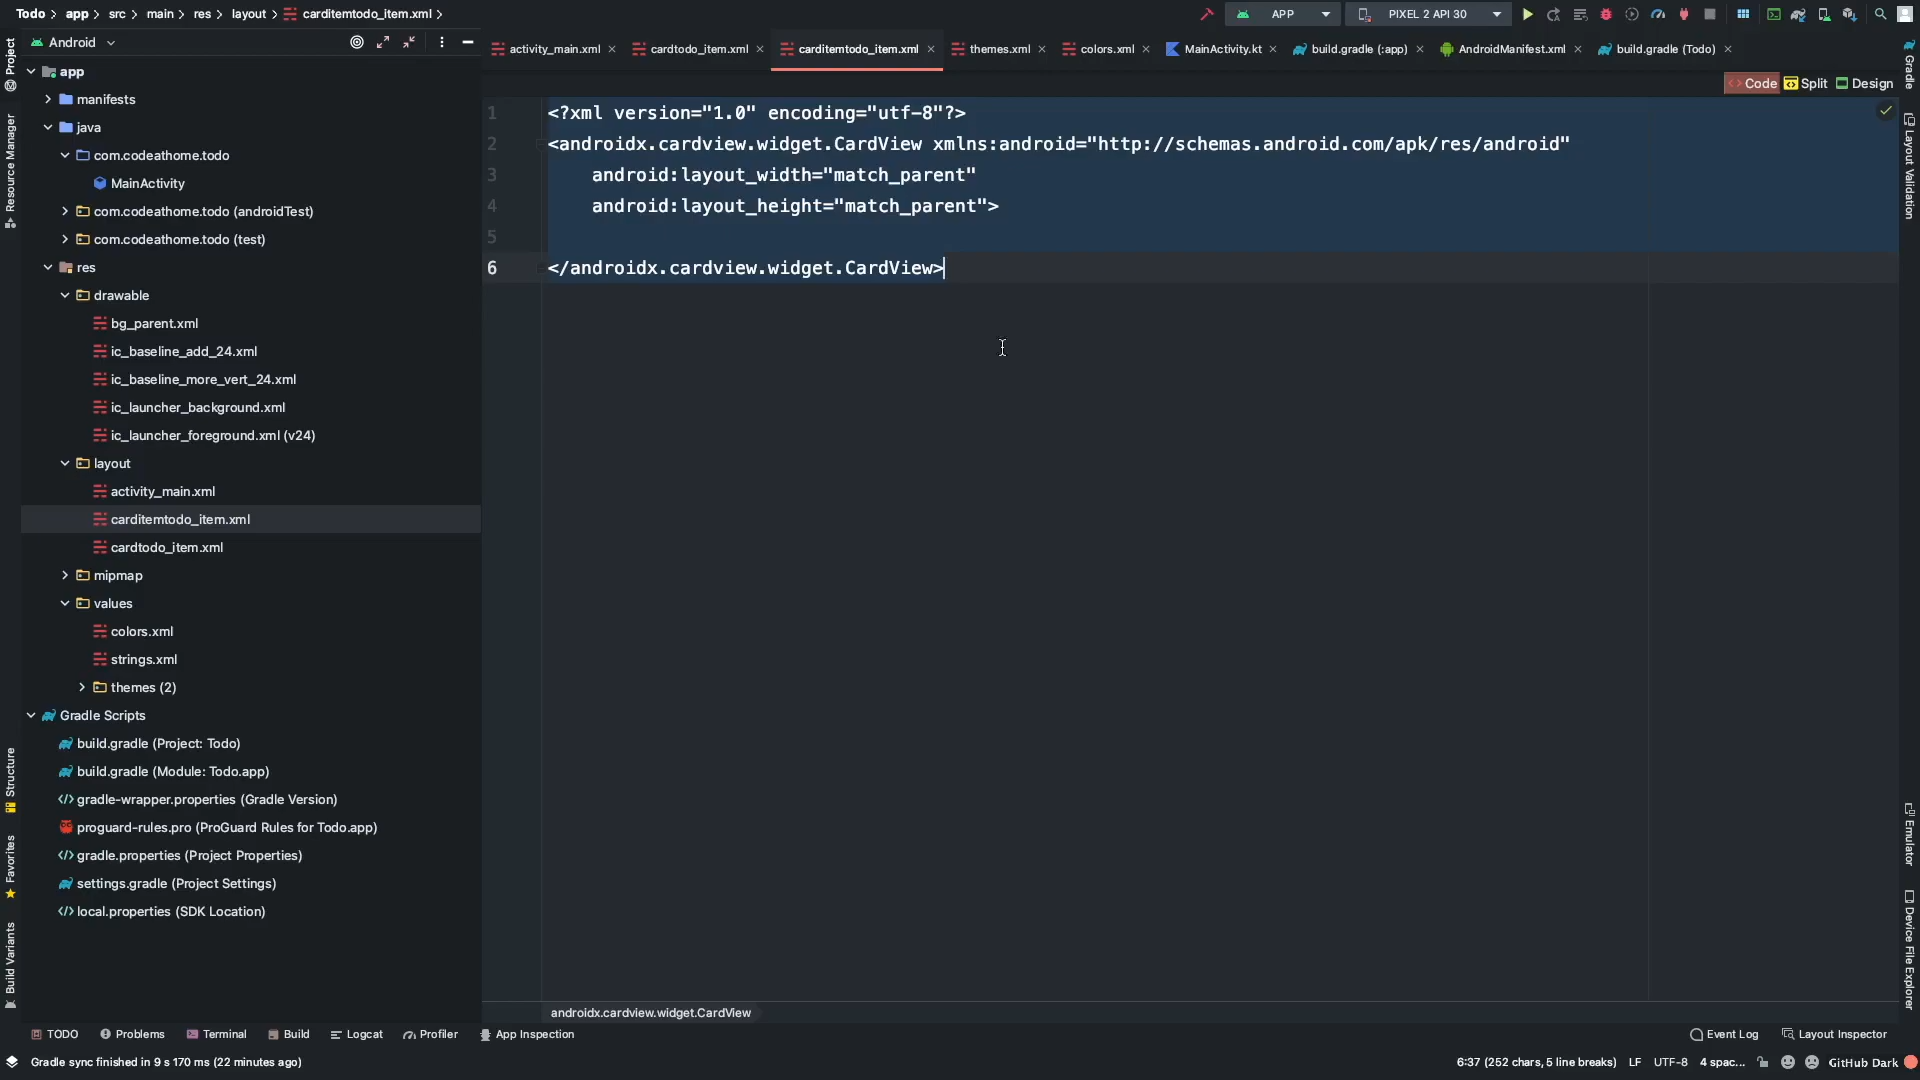 Todo app src main res layout carditemtodo_item.xml
APP PIXEL 2 API 30
Android
activity_main.xml cardtodo_item.xml carditemtodo_item.xml themes.xml colors.xml MainActivity.kt build.gradle (:app) AndroidManifest.xml build.gradle (Todo)
Code Split Design
Project
Resource Manager
Structure
Favorites
Build Variants
app
manifests
java
com.codeathome.todo
MainActivity
com.codeathome.todo (androidTest)
com.codeathome.todo (test)
res
drawable
bg_parent.xml
ic_baseline_add_24.xml
ic_baseline_more_vert_24.xml
ic_launcher_background.xml
ic_launcher_foreground.xml (v24)
layout
activity_main.xml
carditemtodo_item.xml
cardtodo_item.xml
mipmap
values
colors.xml
strings.xml
themes (2)
Gradle Scripts
build.gradle (Project: Todo)
build.gradle (Module: Todo.app)
gradle-wrapper.properties (Gradle Version)
proguard-rules.pro (ProGuard Rules for Todo.app)
gradle.properties (Project Properties)
settings.gradle (Project Settings)
local.properties (SDK Location)
1 <?xml version="1.0" encoding="utf-8"?>
2 <androidx.cardview.widget.CardView xmlns:android="http://schemas.android.com/apk/res/android"
3 android:layout_width="match_parent"
4 android:layout_height="match_parent">
5
6 </androidx.cardview.widget.CardView>
Gradle
Layout Validation
Emulator
Device File Explorer
androidx.cardview.widget.CardView
TODO Problems Terminal Build Logcat Profiler App Inspection Event Log Layout Inspector
Gradle sync finished in 9 s 170 ms (22 minutes ago) 6:37 (252 chars, 5 line breaks) LF UTF-8 4 spac... GitHub Dark